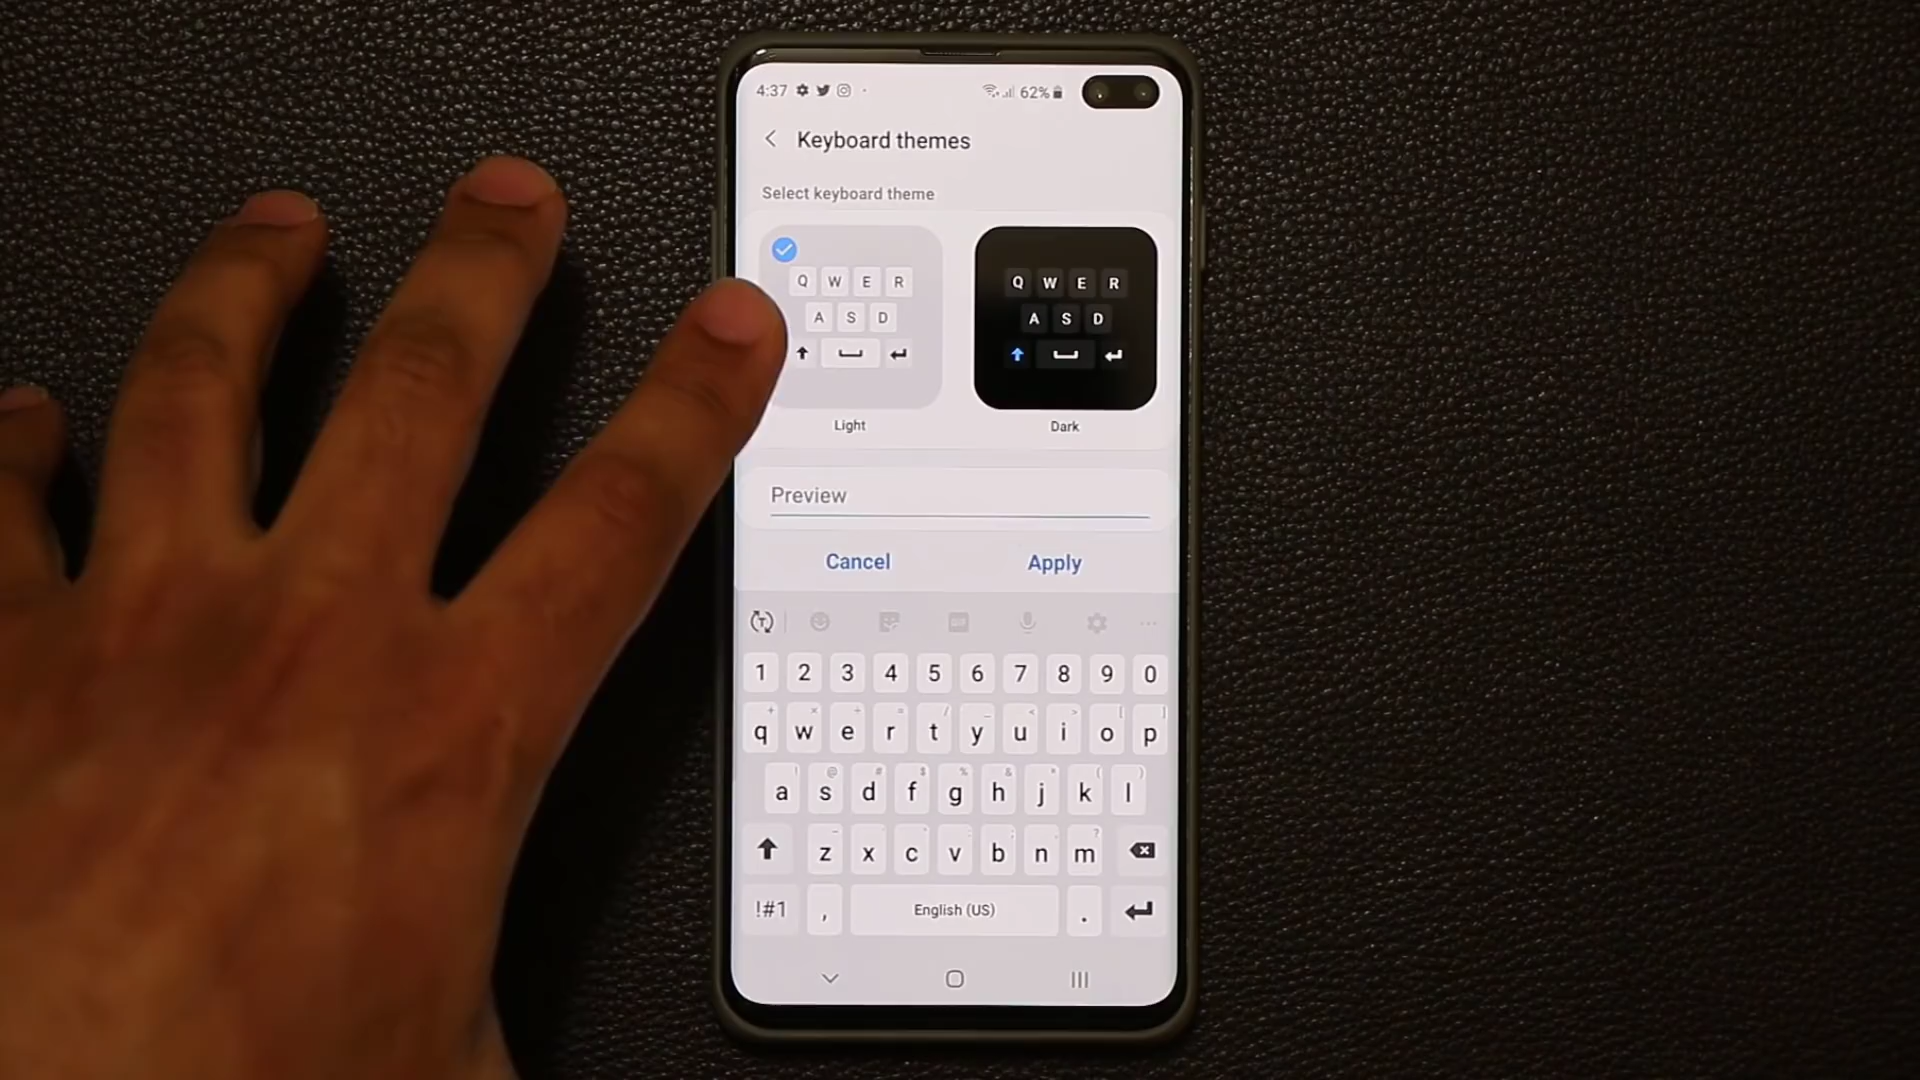 4:37 62%
Keyboard themes
Select keyboard theme
Q W E R Q W E R
A S D A S D
Light Dark
Preview
Cancel Apply
GIF
1 2 3 4 5 6 7 8 9 0
q w e r t y u i o p
a s d f g h j k l
z x c v b n m
!#1 , English (US) .